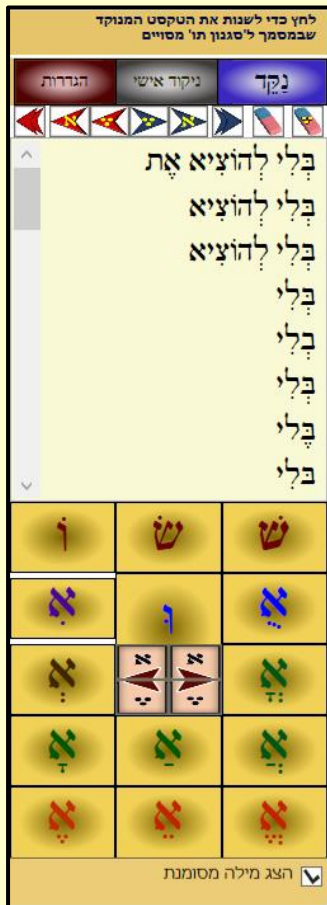 לחץ כדי לשנות את הטקסט המנוקד
שבמסמך ל'סגנון תו' מסויים
נַקֵּד ניקוד אישי הגדרות
א א
בְּלִי לְהוֹצִיא אֶת
בְּלִי לְהוֹצִיא
בְּלִי לְהוֹצִיא
בְּלִי
בְלִי
בְּלִי
בֶּלִי
בּלִי
שׁ שׂ וֹ
אֱ וּ אִ
אֳ א א אְ
אֲ אַ אָ
אֻ אֵ אֶ
הצג מילה מסומנת